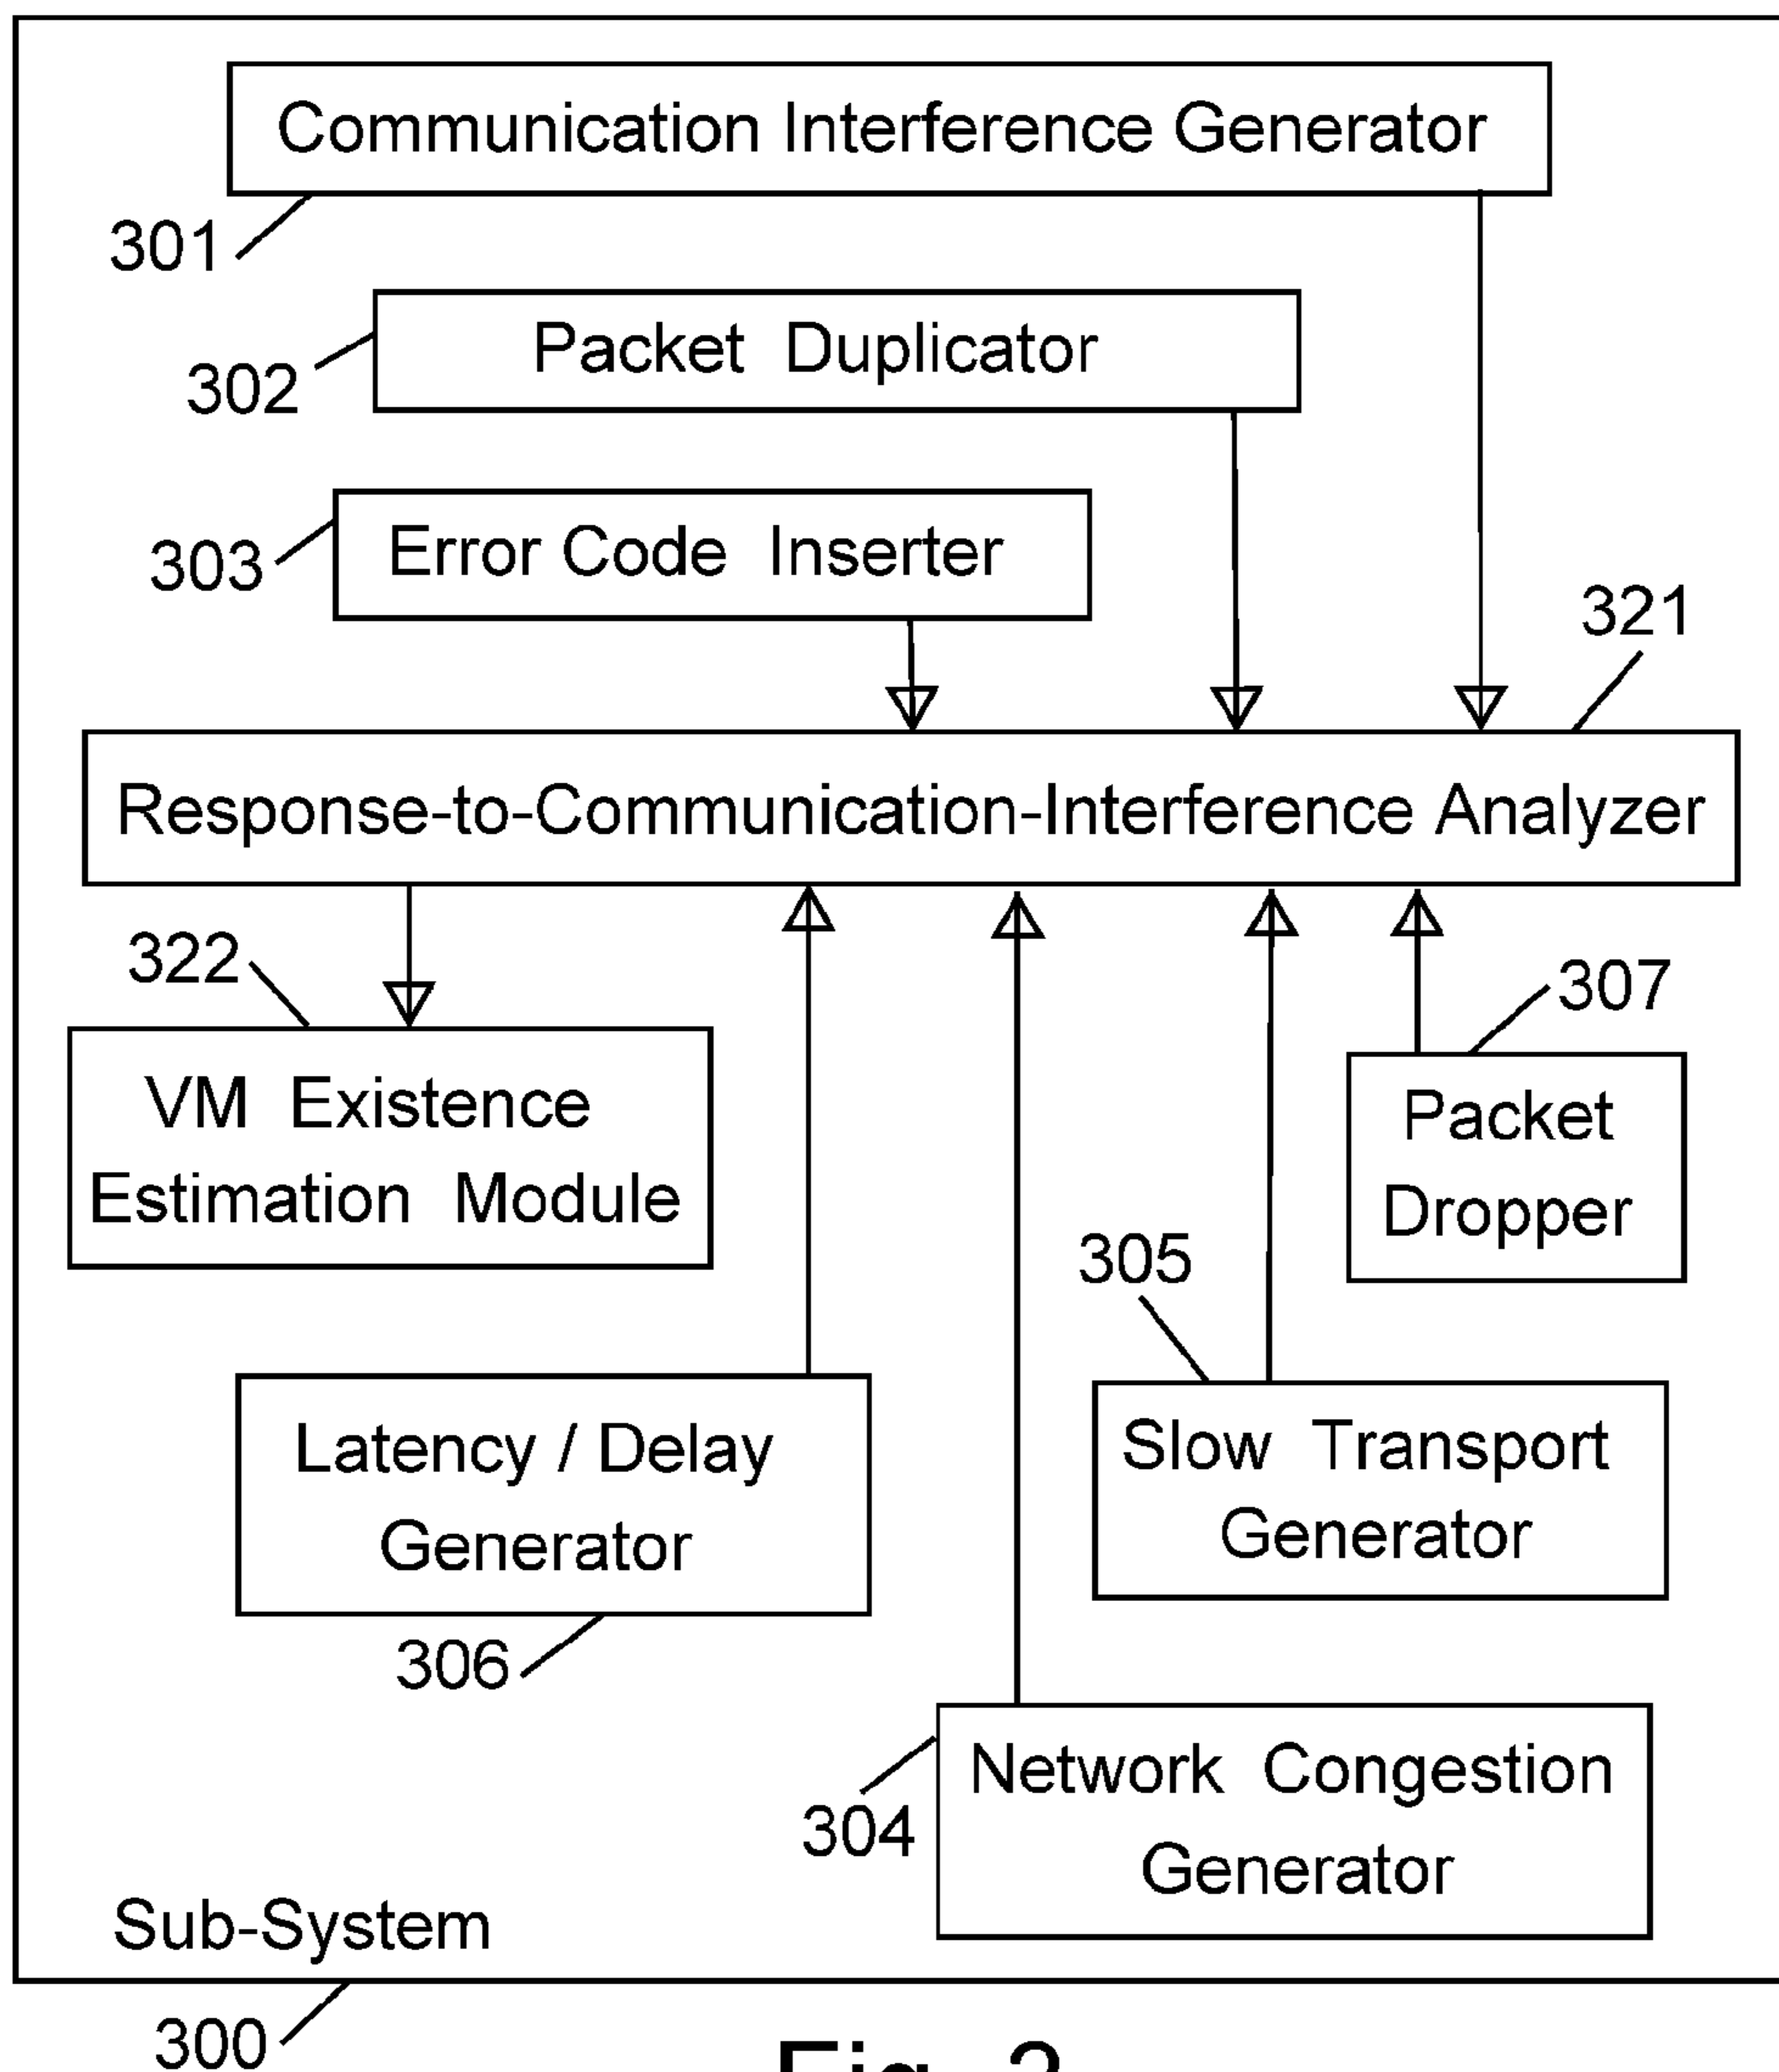 Communication Interference Generator
301
Packet Duplicator
302
Error Code Inserter
303
321
Response-to-Communication-Interference Analyzer
322
307
VM Existence
Estimation Module
Packet
Dropper
305
Latency / Delay
Generator
Slow Transport
Generator
306
Network Congestion
Generator
304
Sub-System
300